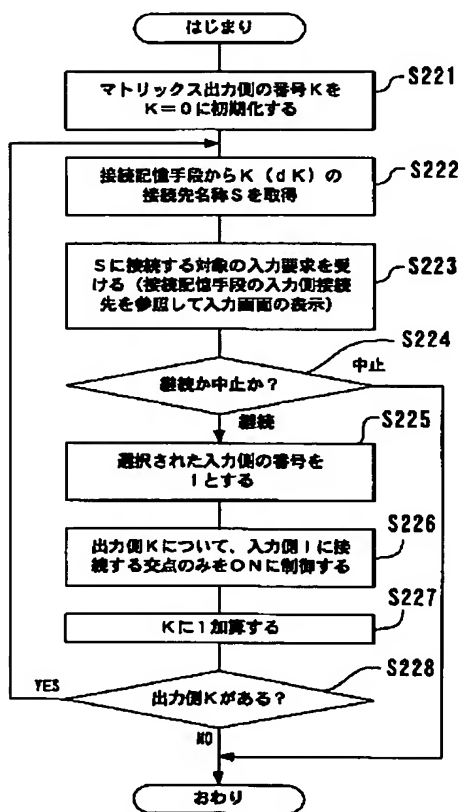 はじまり
S221
マトリックス出力側の番号Kを
K=0に初期化する
S222
接続記憶手段からK(dK)の
接続先名称Sを取得
S223
Sに接続する対象の入力要求を受
ける(接続記憶手段の入力側接続
先を参照して入力画面の表示)
S224
継続か中止か?
中止
継続
S225
選択された入力側の番号を
Iとする
S226
出力側Kについて、入力側Iに接
続する交点のみをONに制御する
S227
Kに1加算する
S228
出力側Kがある?
YES
NO
おわり